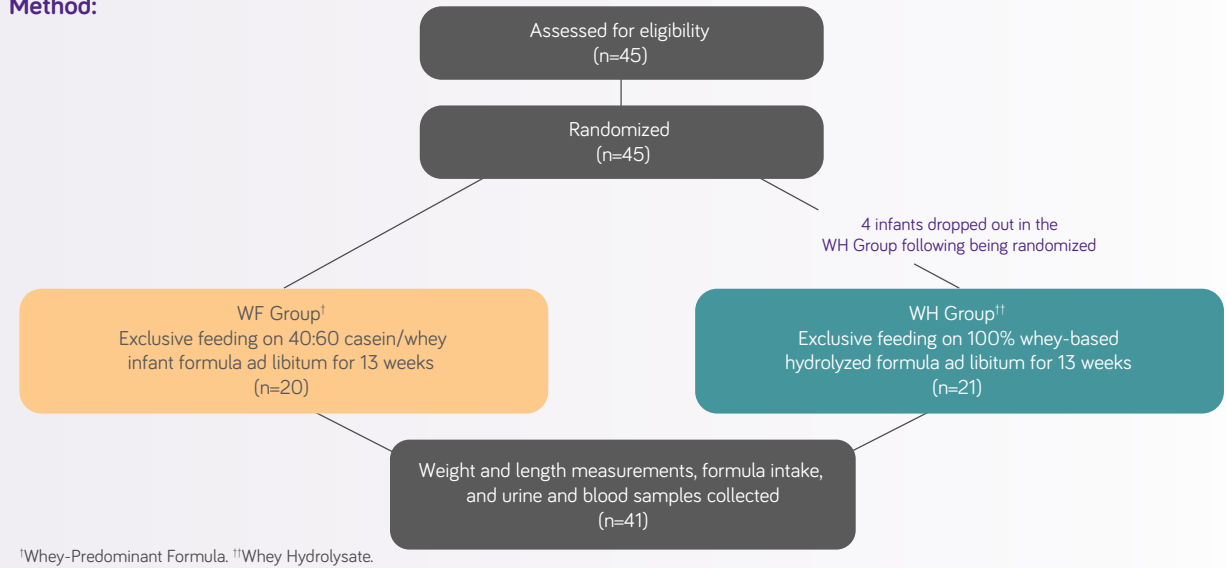 Method:
Assessed for eligibility
(n=45)
Randomized
(n=45)
4 infants dropped out in the
WH Group following being randomized
WF Group†
Exclusive feeding on 40:60 casein/whey
infant formula ad libitum for 13 weeks
(n=20)
WH Group††
Exclusive feeding on 100% whey-based
hydrolyzed formula ad libitum for 13 weeks
(n=21)
Weight and length measurements, formula intake,
and urine and blood samples collected
(n=41)
†Whey-Predominant Formula. ††Whey Hydrolysate.